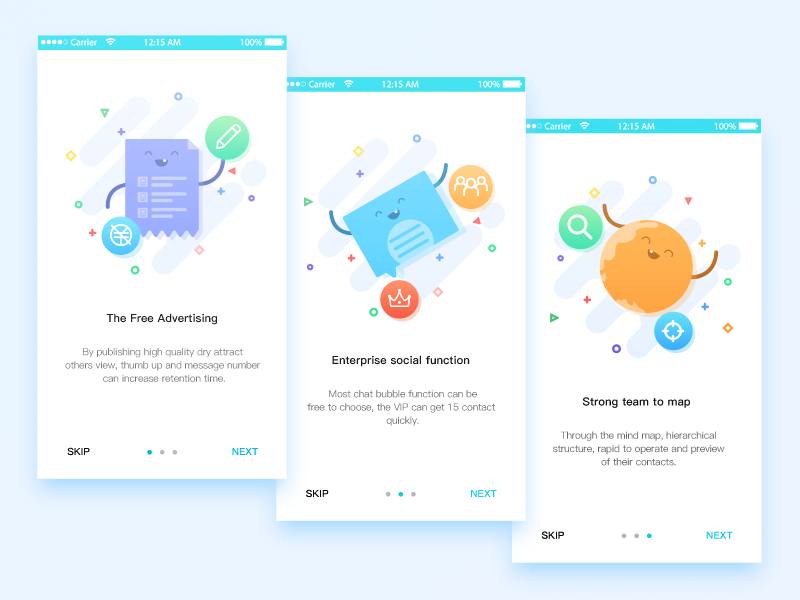 Carrier 12:15 AM 100%
The Free Advertising
By publishing high quality dry attract
others view, thumb up and message number
can increase retention time.
SKIP NEXT
Carrier 12:15 AM 100%
Enterprise social function
Most chat bubble function can be
free to choose, the VIP can get 15 contact
quickly.
SKIP NEXT
Carrier 12:15 AM 100%
Strong team to map
Through the mind map, hierarchical
structure, rapid to operate and preview
of their contacts.
SKIP NEXT